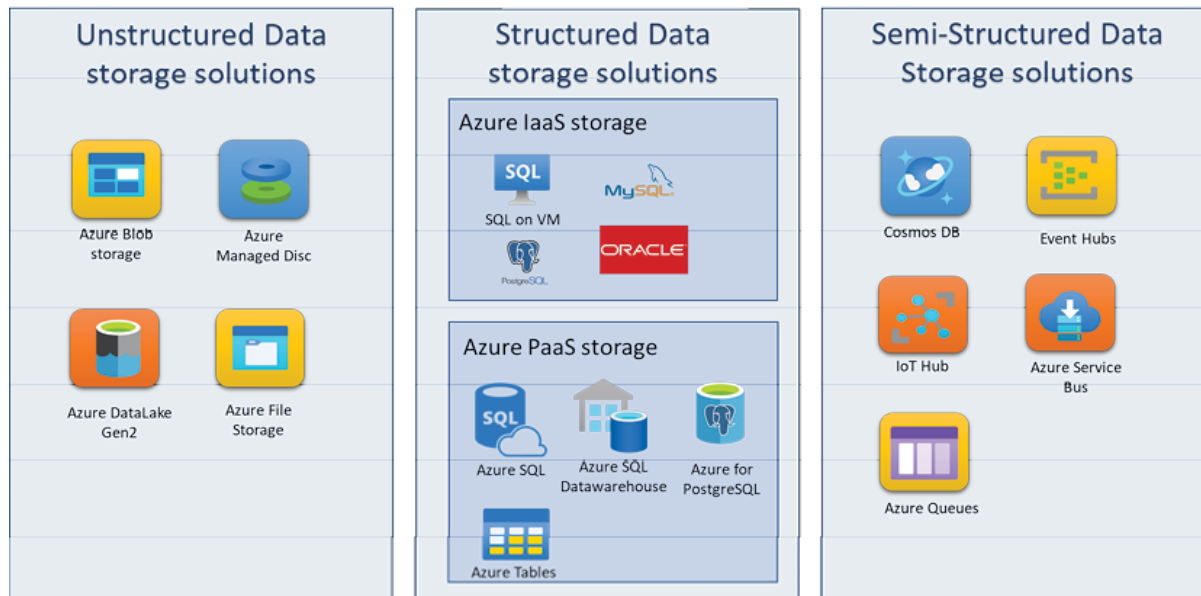 Unstructured Data
storage solutions
Azure Blob
storage
Azure
Managed Disc
Azure DataLake
Gen2
Azure File
Storage
Structured Data
storage solutions
Azure IaaS storage
SQL
SQL on VM
MySQL
PostgreSQL
ORACLE
Azure PaaS storage
SQL
Azure SQL
Azure SQL
Datawarehouse
Azure for
PostgreSQL
Azure Tables
Semi-Structured Data
Storage solutions
Cosmos DB
Event Hubs
IoT Hub
Azure Service
Bus
Azure Queues